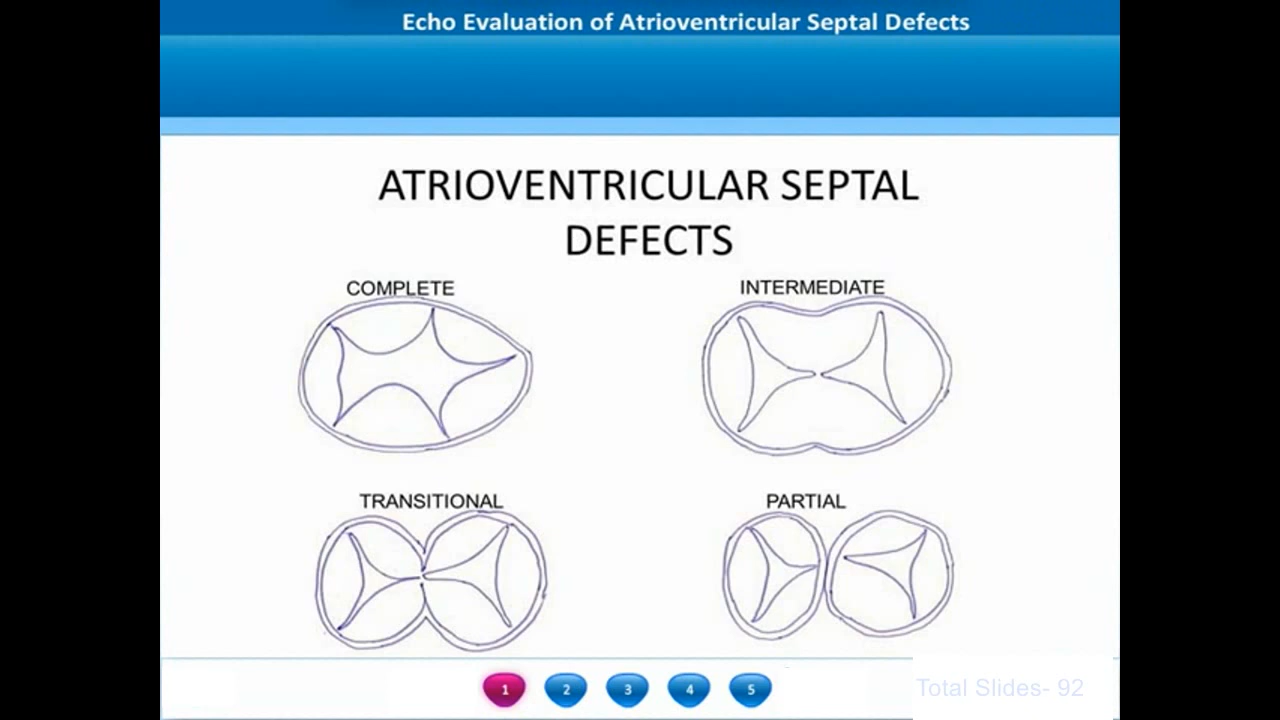 Echo Evaluation of Atrioventricular Septal Defects
ATRIOVENTRICULAR SEPTAL
DEFECTS
COMPLETE
INTERMEDIATE
TRANSITIONAL
PARTIAL
1 2 3 4 5
Total Slides- 92